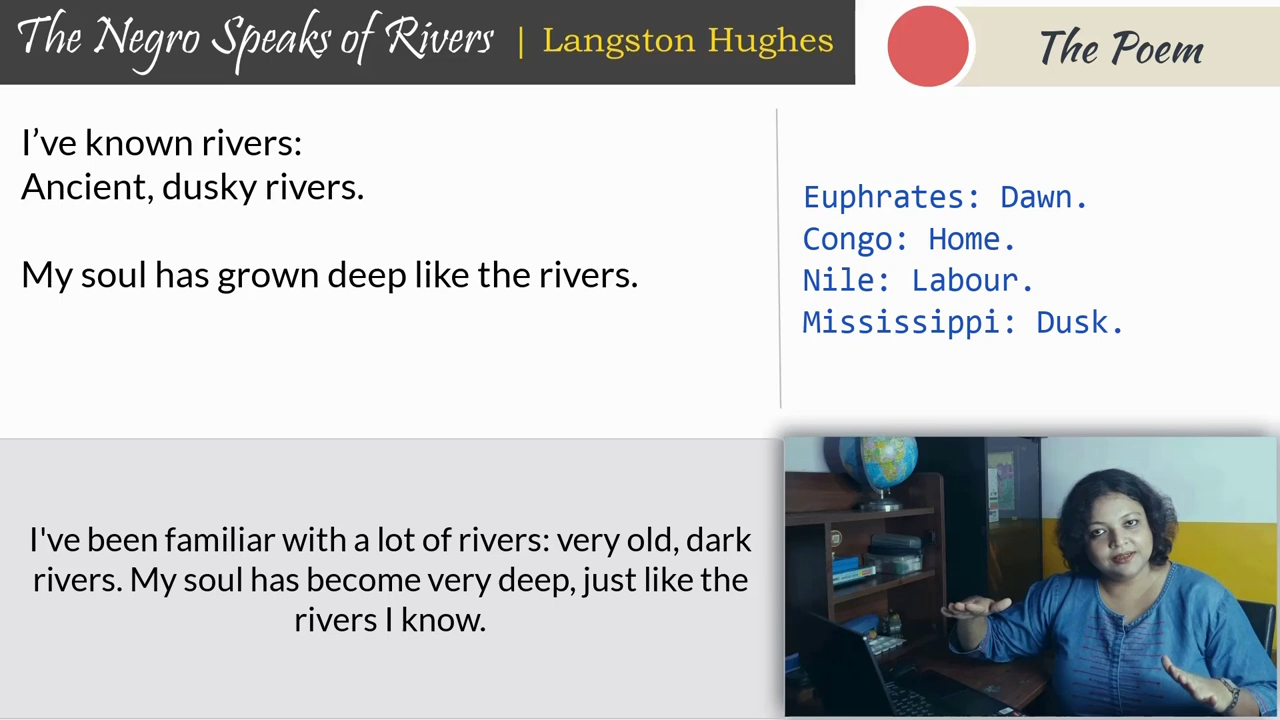 The Negro Speaks of Rivers | Langston Hughes
The Poem
I’ve known rivers:
Ancient, dusky rivers.
My soul has grown deep like the rivers.
Euphrates: Dawn.
Congo: Home.
Nile: Labour.
Mississippi: Dusk.
I've been familiar with a lot of rivers: very old, dark
rivers. My soul has become very deep, just like the
rivers I know.